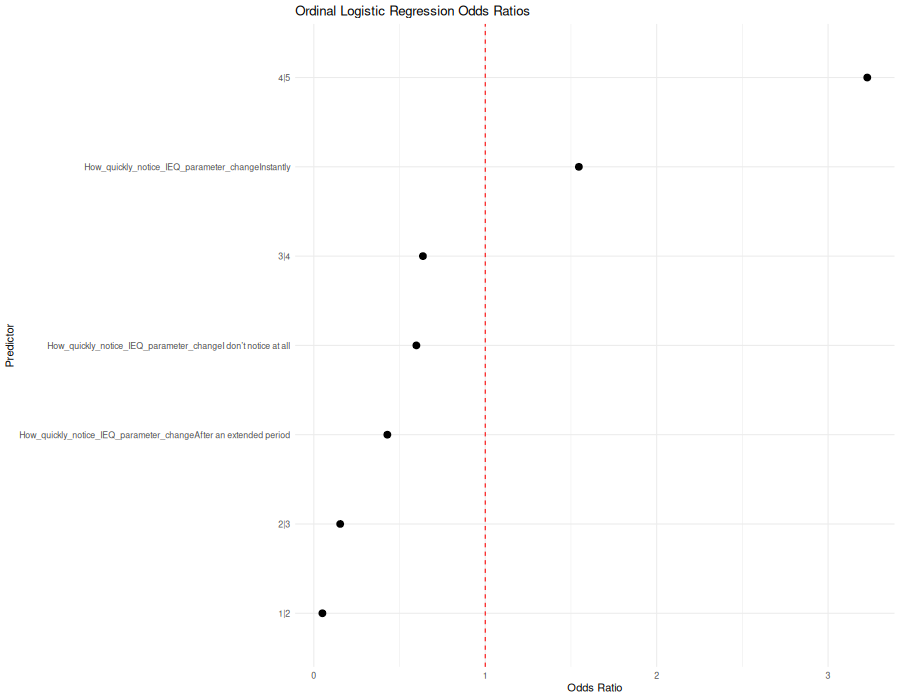 Ordinal Logistic Regression Odds Ratios
4|5
How_quickly_notice_IEQ_parameter_changeInstantly
3|4
How_quickly_notice_IEQ_parameter_changeI don't notice at all
How_quickly_notice_IEQ_parameter_changeAfter an extended period
2|3
1|2
Predictor
0 1 2 3
Odds Ratio